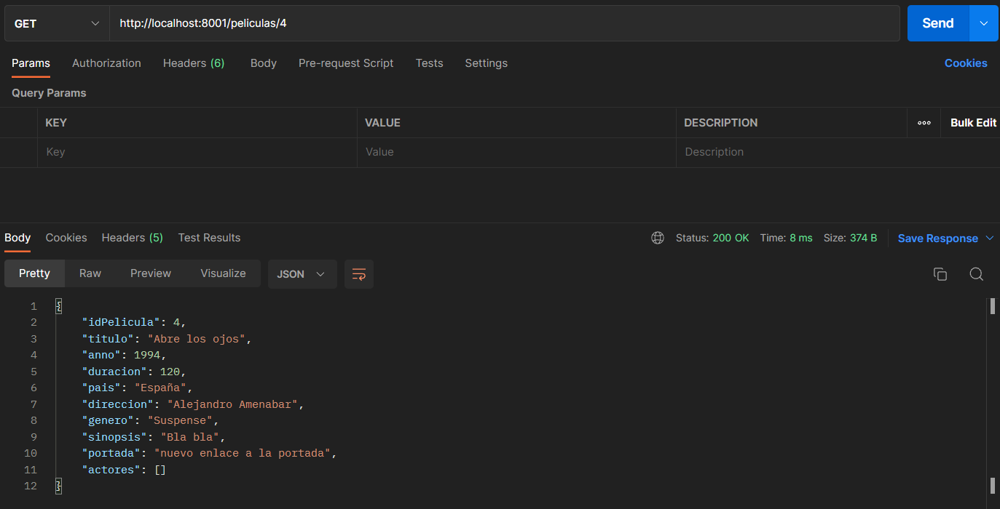 GET http://localhost:8001/peliculas/4 Send
Params Authorization Headers (6) Body Pre-request Script Tests Settings Cookies
Query Params
KEY VALUE DESCRIPTION ooo Bulk Edit
Key Value Description
Body Cookies Headers (5) Test Results Status: 200 OK Time: 8 ms Size: 374 B Save Response
Pretty Raw Preview Visualize JSON
1 {
2 "idPelicula": 4,
3 "titulo": "Abre los ojos",
4 "anno": 1994,
5 "duracion": 120,
6 "pais": "España",
7 "direccion": "Alejandro Amenabar",
8 "genero": "Suspense",
9 "sinopsis": "Bla bla",
10 "portada": "nuevo enlace a la portada",
11 "actores": []
12 }